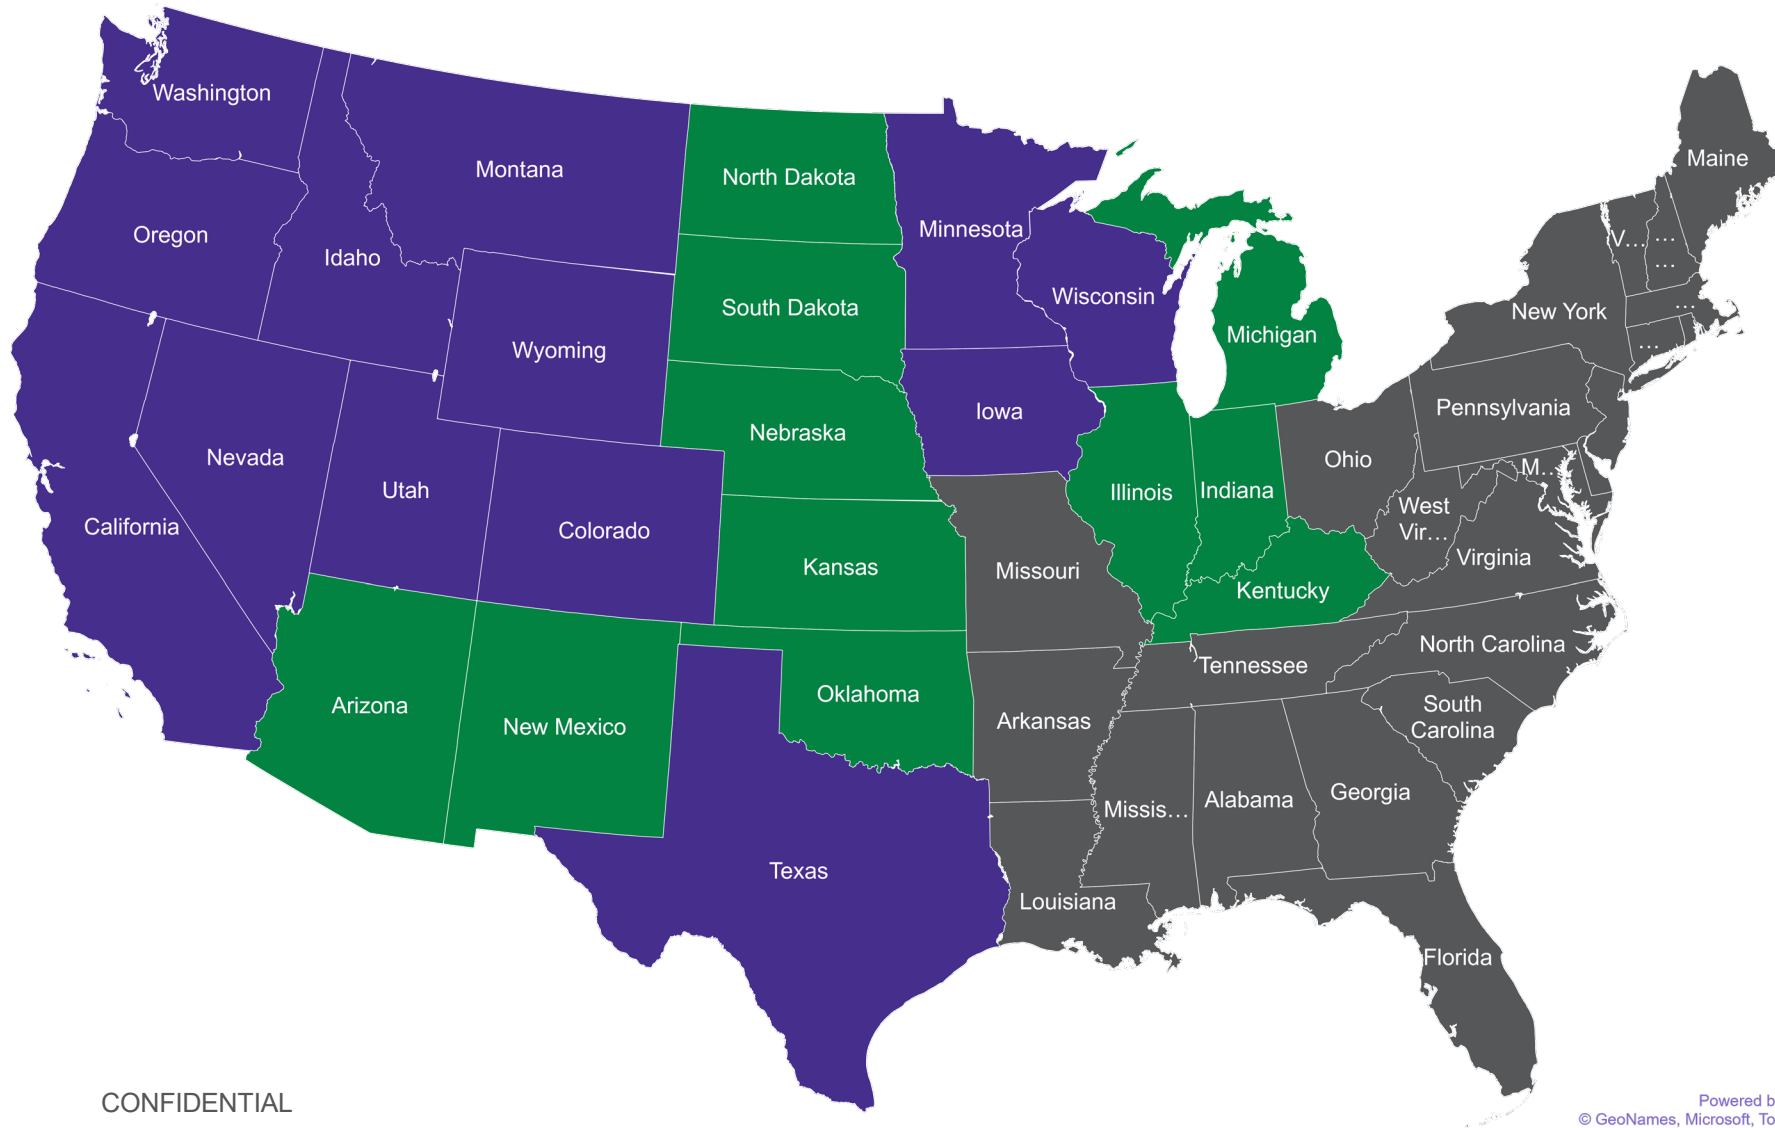 Washington
Montana
North Dakota
Minnesota
Maine
Oregon
Idaho
V...
...
...
South Dakota
Wisconsin
Wyoming
Michigan
New York
...
...
Iowa
Pennsylvania
Nebraska
Nevada
Utah
Ohio
M...
Illinois
Indiana
West
Vir...
California
Colorado
Kansas
Missouri
Virginia
Kentucky
North Carolina
Tennessee
Arizona
New Mexico
Oklahoma
Arkansas
South
Carolina
Missis...
Alabama
Georgia
Texas
Louisiana
Florida
CONFIDENTIAL
Powered b
© GeoNames, Microsoft, To